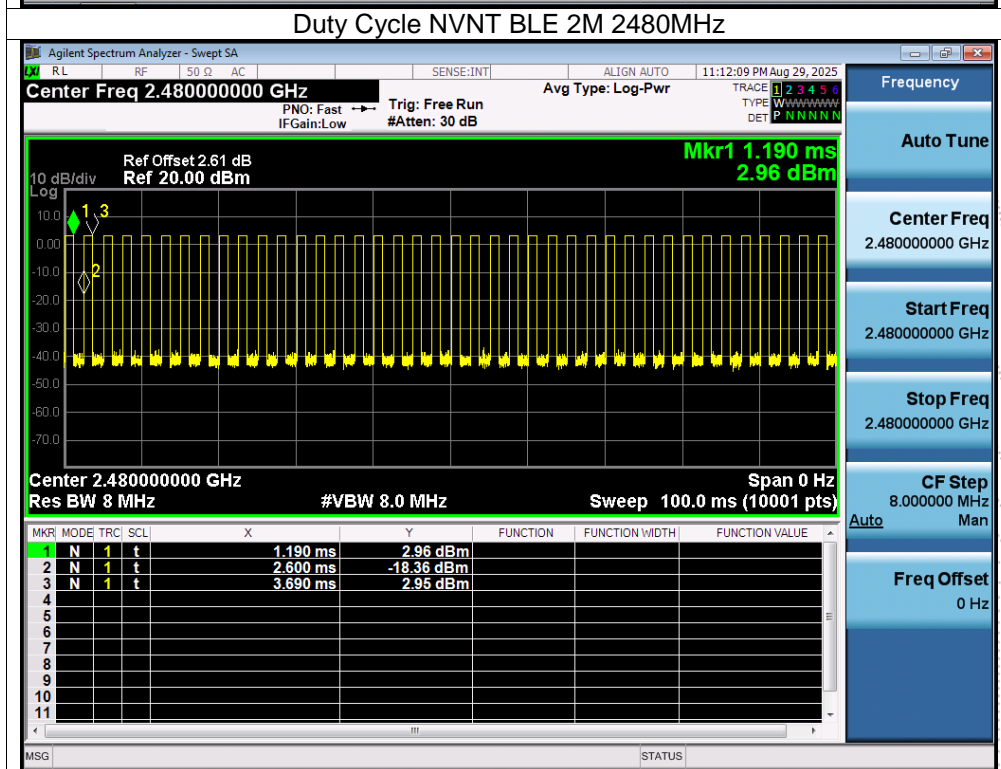 Duty Cycle NVNT BLE 2M 2480MHz
Agilent Spectrum Analyzer - Swept SA
LXI RL RF 50 Ω AC SENSE:INT ALIGN AUTO 11:12:09 PM Aug 29, 2025
Center Freq 2.480000000 GHz Avg Type: Log-Pwr TRACE 1 2 3 4 5 6
PNO: Fast Trig: Free Run TYPE WWWWWW
IFGain:Low #Atten: 30 dB DET P N N N N N
Mkr1 1.190 ms
2.96 dBm
Ref Offset 2.61 dB
10 dB/div Ref 20.00 dBm
Log
10.0
0.00
-10.0
-20.0
-30.0
-40.0
-50.0
-60.0
-70.0
1 3
2
Center 2.480000000 GHz Span 0 Hz
Res BW 8 MHz #VBW 8.0 MHz Sweep 100.0 ms (10001 pts)
MKR MODE TRC SCL X Y FUNCTION FUNCTION WIDTH FUNCTION VALUE
1 N 1 t 1.190 ms 2.96 dBm
2 N 1 t 2.600 ms -18.36 dBm
3 N 1 t 3.690 ms 2.95 dBm
4
5
6
7
8
9
10
11
MSG STATUS
Frequency
Auto Tune
Center Freq
2.480000000 GHz
Start Freq
2.480000000 GHz
Stop Freq
2.480000000 GHz
CF Step
8.000000 MHz
Auto Man
Freq Offset
0 Hz